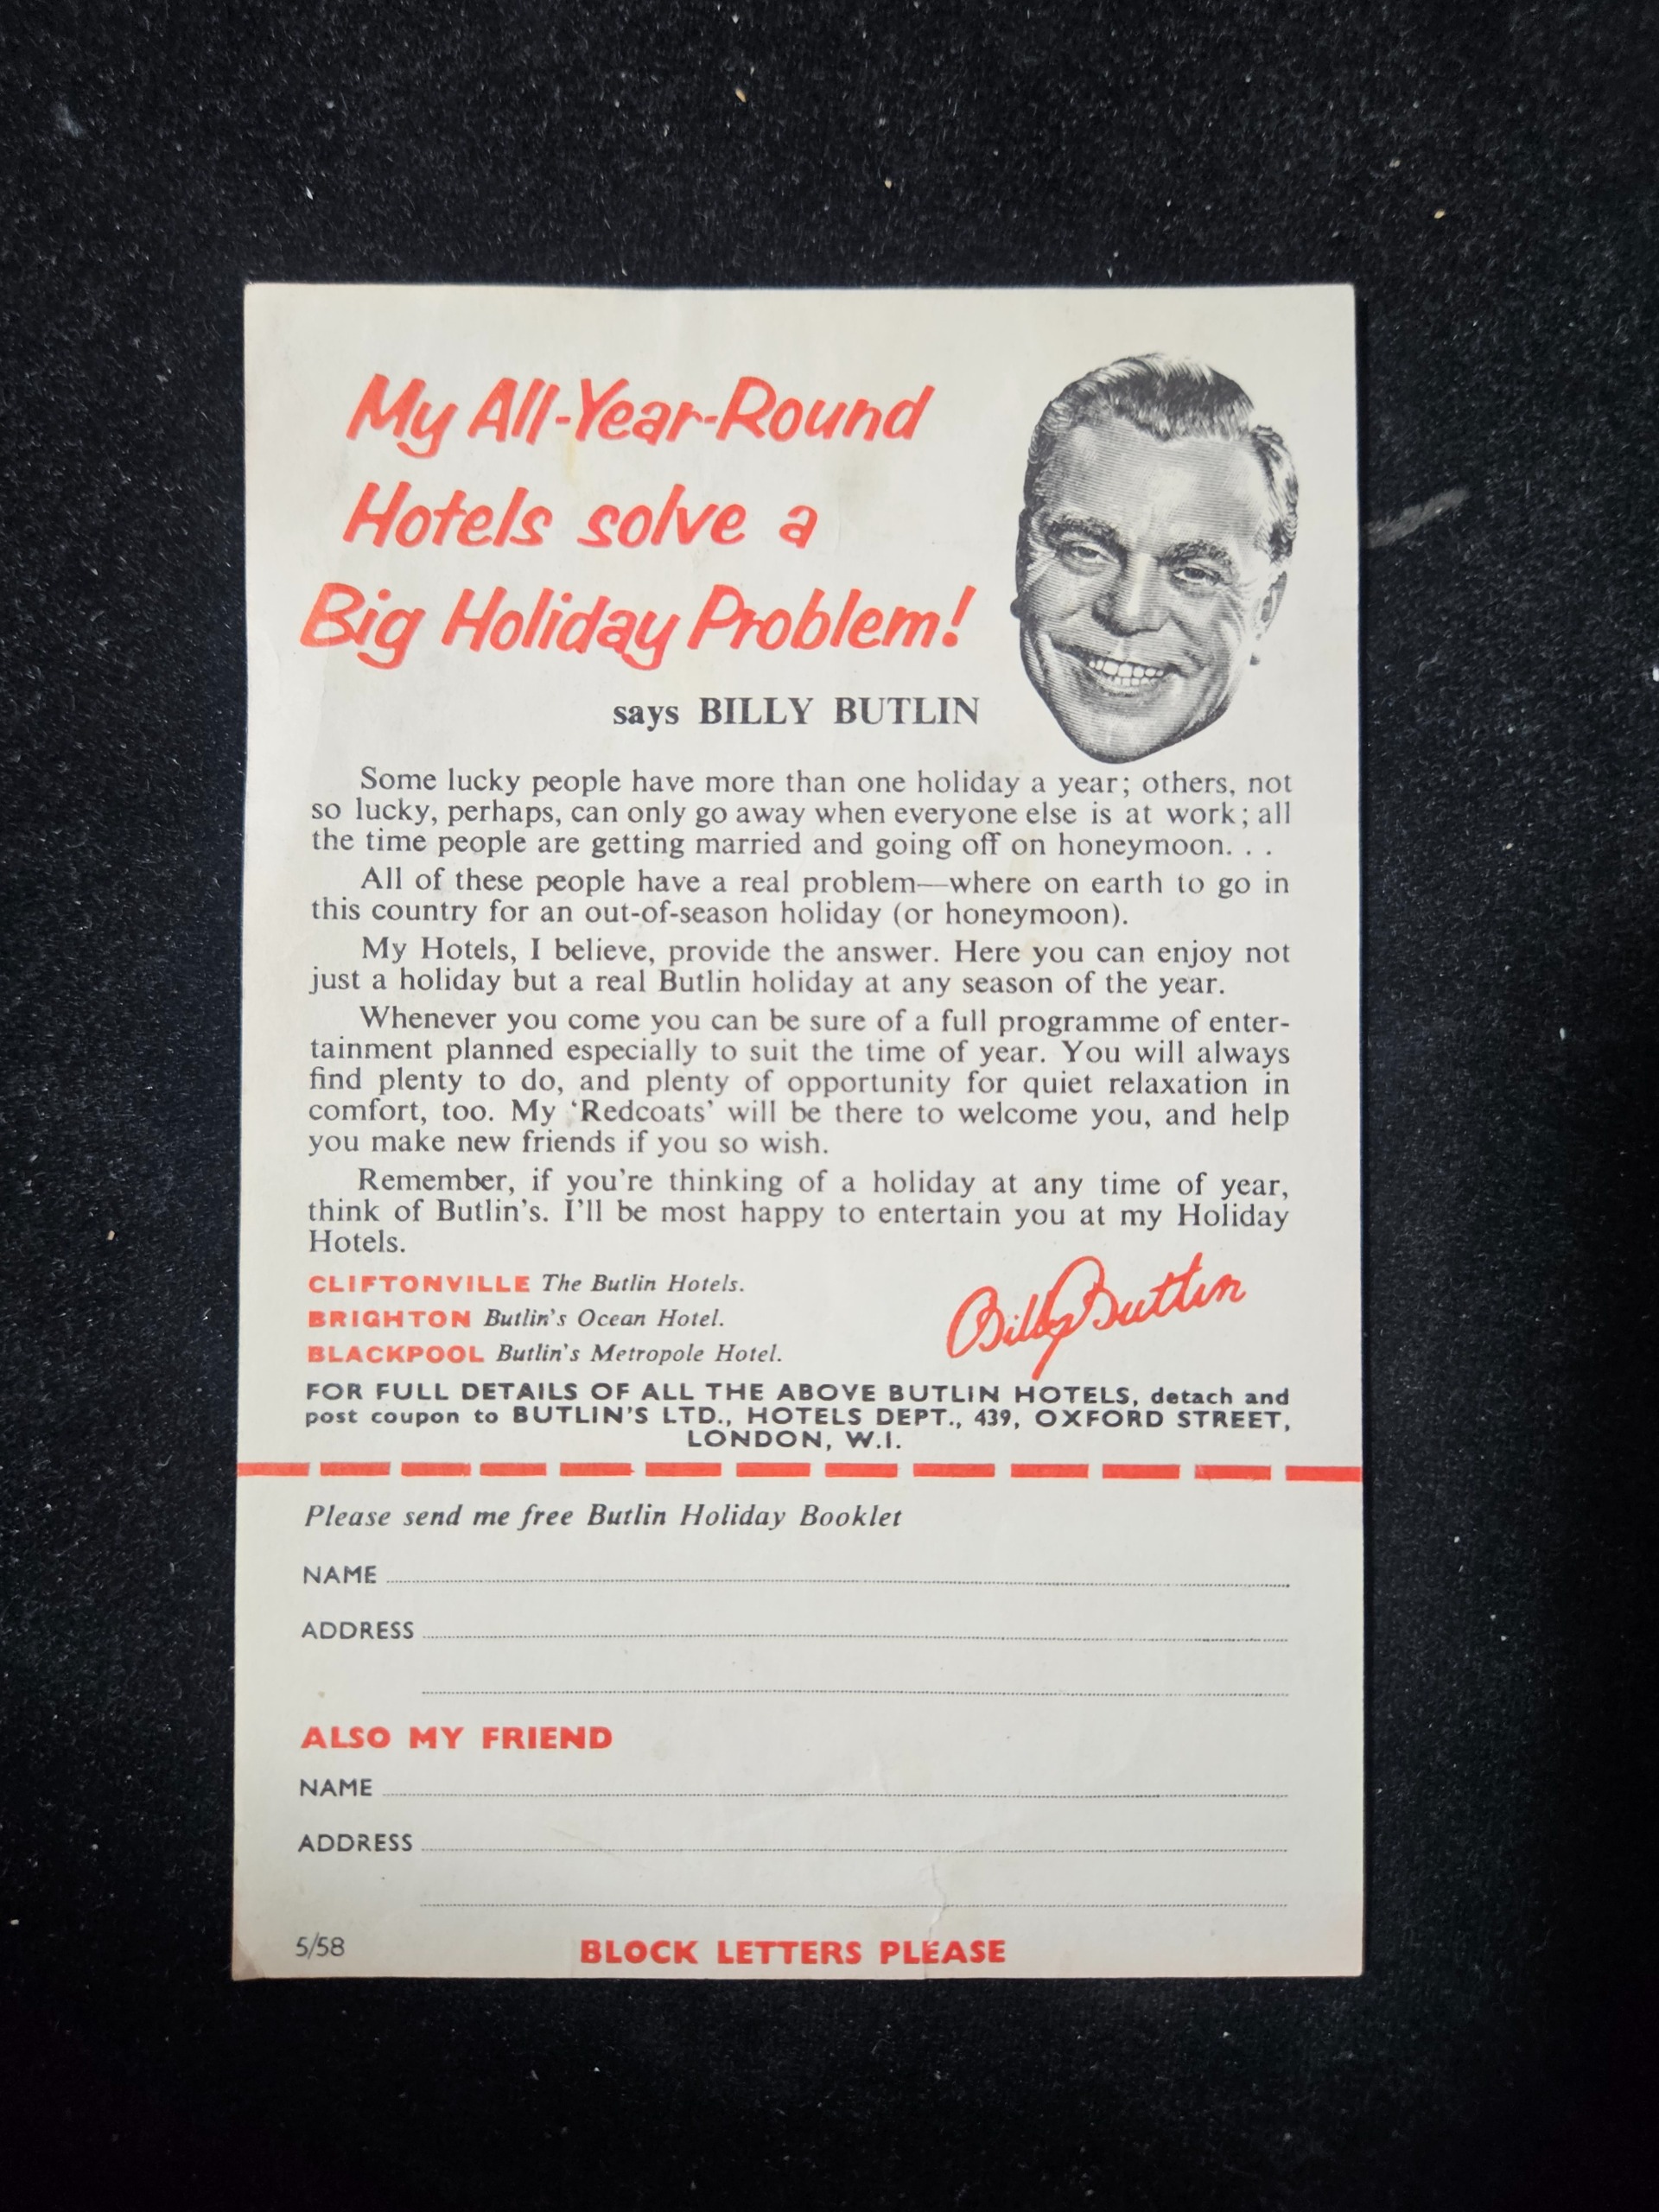 My All-Year-Round
Hotels solve a
Big Holiday Problem!
says BILLY BUTLIN
Some lucky people have more than one holiday a year; others, not
so lucky, perhaps, can only go away when everyone else is at work; all
the time people are getting married and going off on honeymoon. . .
All of these people have a real problem—where on earth to go in
this country for an out-of-season holiday (or honeymoon).
My Hotels, I believe, provide the answer. Here you can enjoy not
just a holiday but a real Butlin holiday at any season of the year.
Whenever you come you can be sure of a full programme of enter-
tainment planned especially to suit the time of year. You will always
find plenty to do, and plenty of opportunity for quiet relaxation in
comfort, too. My ‘Redcoats’ will be there to welcome you, and help
you make new friends if you so wish.
Remember, if you're thinking of a holiday at any time of year,
think of Butlin's. I'll be most happy to entertain you at my Holiday
Hotels.
CLIFTONVILLE The Butlin Hotels.
BRIGHTON Butlin's Ocean Hotel.
BLACKPOOL Butlin's Metropole Hotel.
Billy Butlin
FOR FULL DETAILS OF ALL THE ABOVE BUTLIN HOTELS, detach and
post coupon to BUTLIN'S LTD., HOTELS DEPT., 439, OXFORD STREET,
LONDON, W.I.
Please send me free Butlin Holiday Booklet
NAME
ADDRESS
ALSO MY FRIEND
NAME
ADDRESS
5/58
BLOCK LETTERS PLEASE